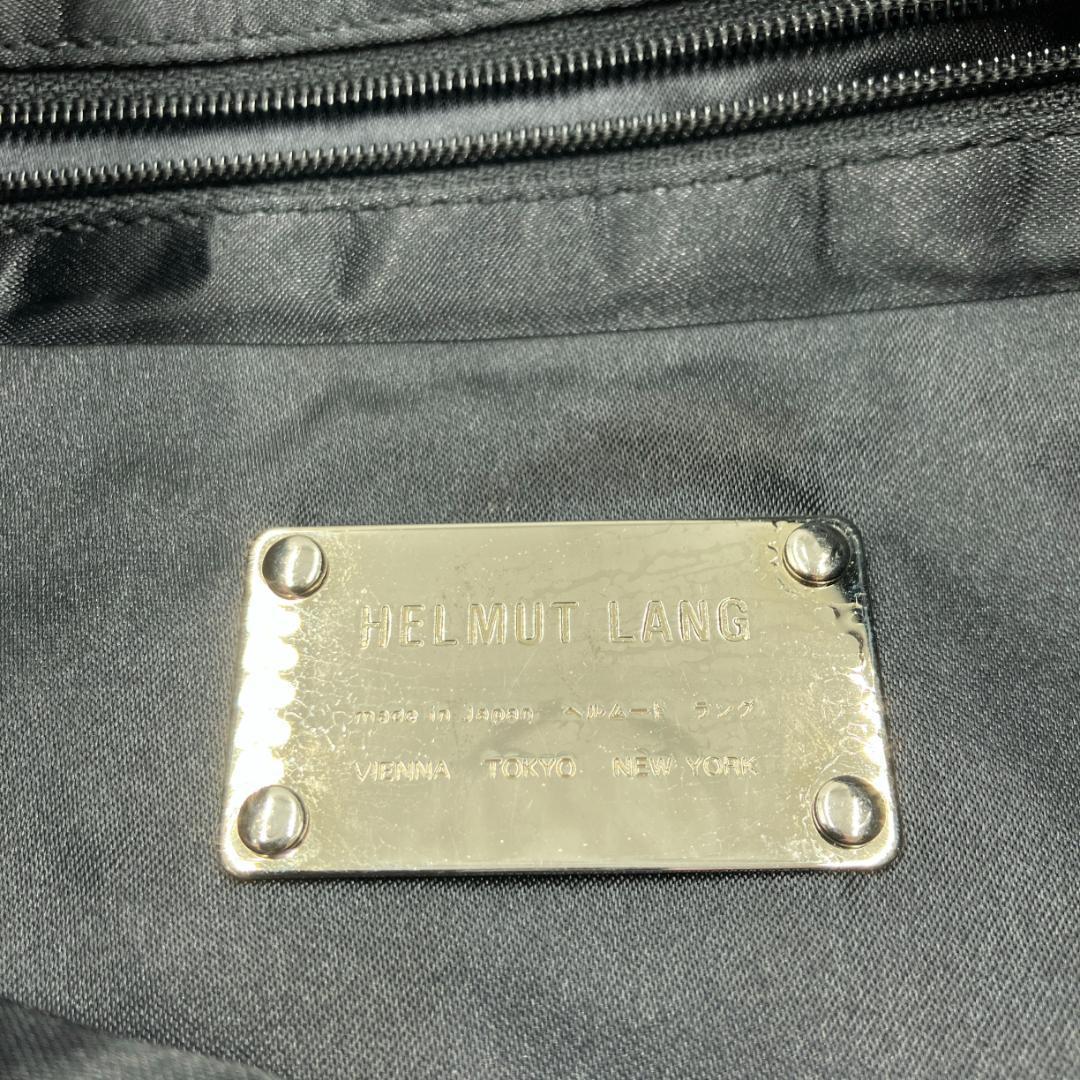 HELMUT LANG
made in Japan ヘルムート ラング
VIENNA TOKYO NEW YORK